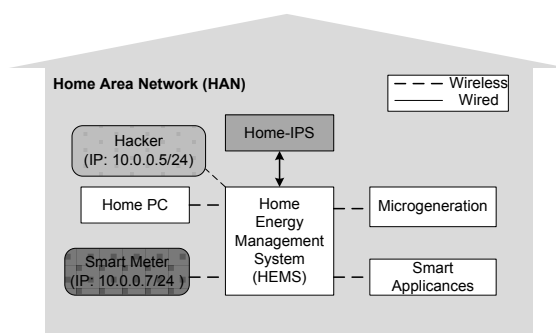 Home Area Network (HAN)
Wireless
Wired
Hacker
(IP: 10.0.0.5/24)
Home-IPS
Home PC
Home
Energy
Management
System
(HEMS)
Microgeneration
Smart Meter
(IP: 10.0.0.7/24 )
Smart
Applicances